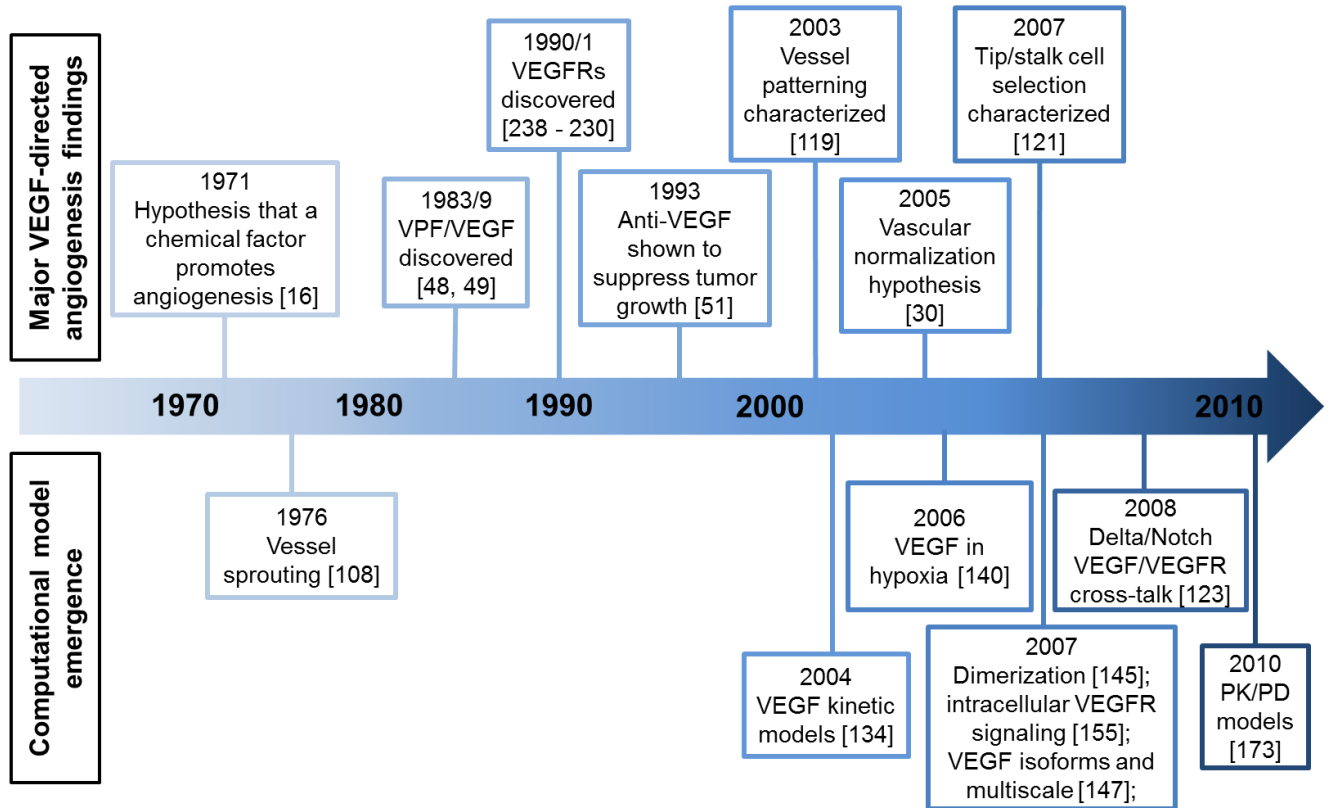 Major VEGF-directed
angiogenesis findings
1971
Hypothesis that a
chemical factor
promotes
angiogenesis [16]
1983/9
VPF/VEGF
discovered
[48, 49]
1990/1
VEGFRs
discovered
[238 - 230]
1993
Anti-VEGF
shown to
suppress tumor
growth [51]
2003
Vessel
patterning
characterized
[119]
2005
Vascular
normalization
hypothesis
[30]
2007
Tip/stalk cell
selection
characterized
[121]
1970
1980
1990
2000
2010
Computational model
emergence
1976
Vessel
sprouting [108]
2004
VEGF kinetic
models [134]
2006
VEGF in
hypoxia [140]
2007
Dimerization [145];
intracellular VEGFR
signaling [155];
VEGF isoforms and
multiscale [147];
2008
Delta/Notch
VEGF/VEGFR
cross-talk [123]
2010
PK/PD
models
[173]